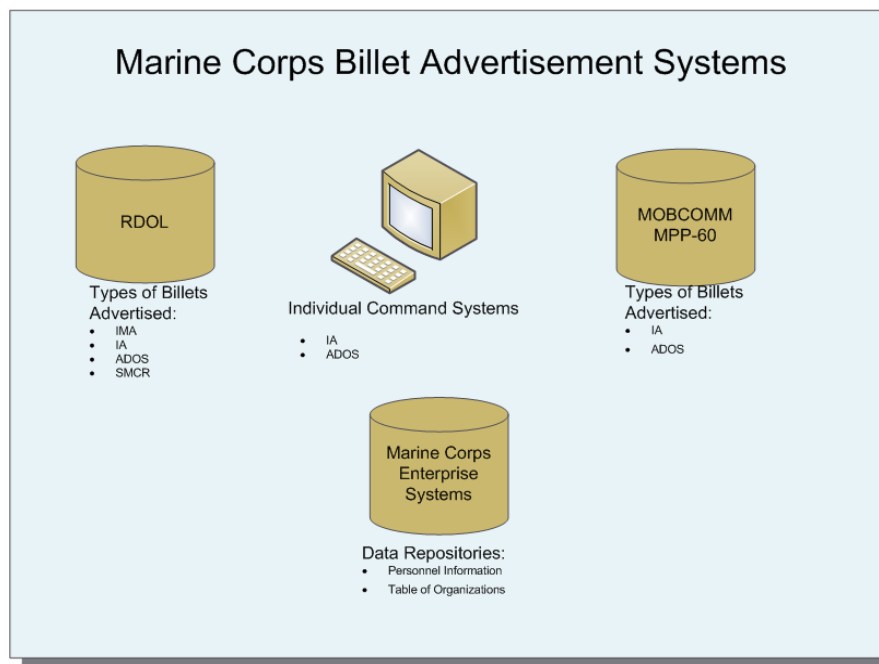 Marine Corps Billet Advertisement Systems
RDOL
Types of Billets
Advertised:
• IMA
• IA
• ADOS
• SMCR
Individual Command Systems
• IA
• ADOS
MOBCOMM
MPP-60
Types of Billets
Advertised:
• IA
• ADOS
Marine Corps
Enterprise
Systems
Data Repositories:
• Personnel Information
• Table of Organizations